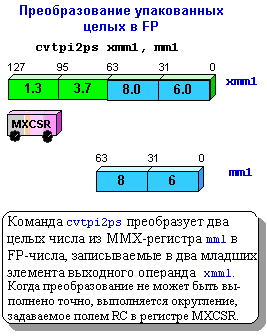 Преобразование упакованных
целых в FP
cvtpi2ps xmm1, mm1
127 95 63 31 0
1.3 3.7 8.0 6.0 xmm1
MXCSR
63 31 0
8 6 mm1
Команда cvtpi2ps преобразует два
целых числа из MMX-регистра mm1 в
FP-числа, записываемые в два младших
элемента выходного операнда xmm1.
Когда преобразование не может быть вы-
полнено точно, выполняется округление,
задаваемое полем RC в регистре MXCSR.